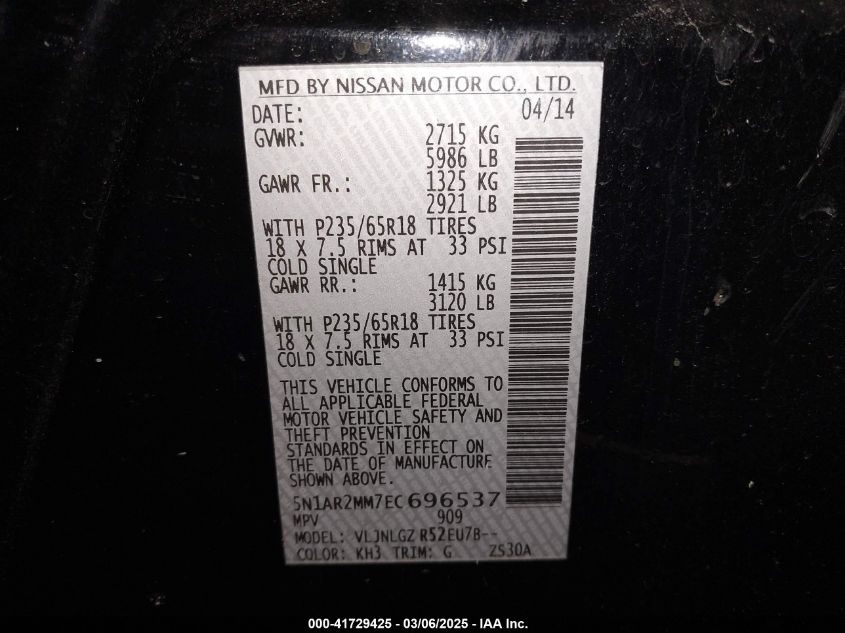 MFD BY NISSAN MOTOR CO., LTD.
DATE: 04/14
GVWR: 2715 KG
5986 LB
GAWR FR.: 1325 KG
2921 LB
WITH P235/65R18 TIRES
18 X 7.5 RIMS AT 33 PSI
COLD SINGLE
GAWR RR.: 1415 KG
3120 LB
WITH P235/65R18 TIRES
18 X 7.5 RIMS AT 33 PSI
COLD SINGLE
THIS VEHICLE CONFORMS TO
ALL APPLICABLE FEDERAL
MOTOR VEHICLE SAFETY AND
THEFT PREVENTION
STANDARDS IN EFFECT ON
THE DATE OF MANUFACTURE
SHOWN ABOVE.
5N1AR2MM7EC696537
MPV 909
MODEL: VLJNLGZ R52EU7B--
COLOR: KH3 TRIM: G ZS30A
000-41729425 - 03/06/2025 - IAA Inc.